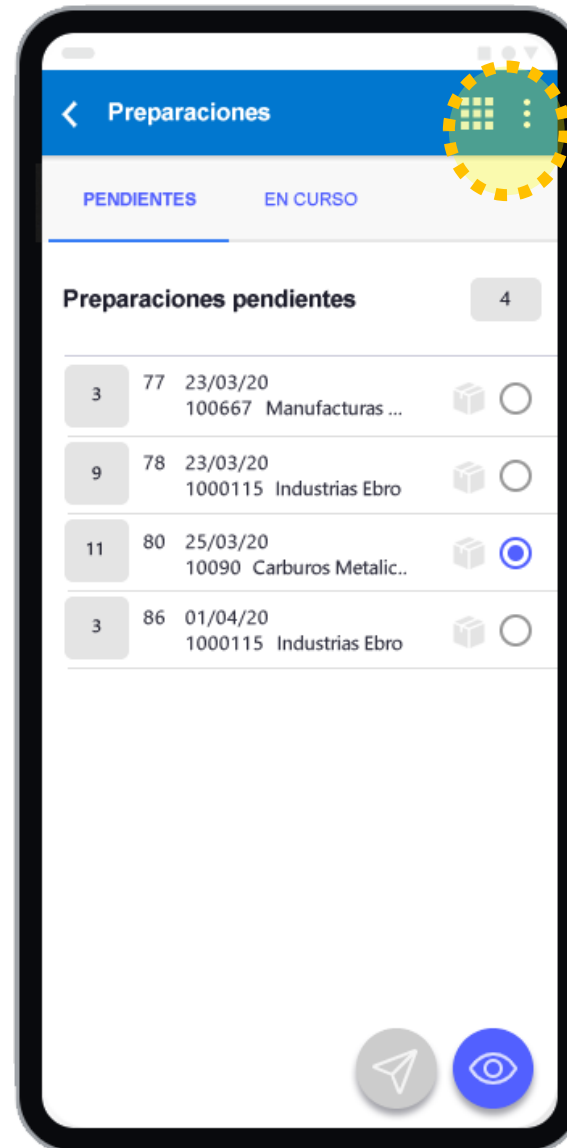 Preparaciones
PENDIENTES EN CURSO
Preparaciones pendientes 4
3 77 23/03/20
100667 Manufacturas ...
9 78 23/03/20
1000115 Industrias Ebro
11 80 25/03/20
10090 Carburos Metalic..
3 86 01/04/20
1000115 Industrias Ebro